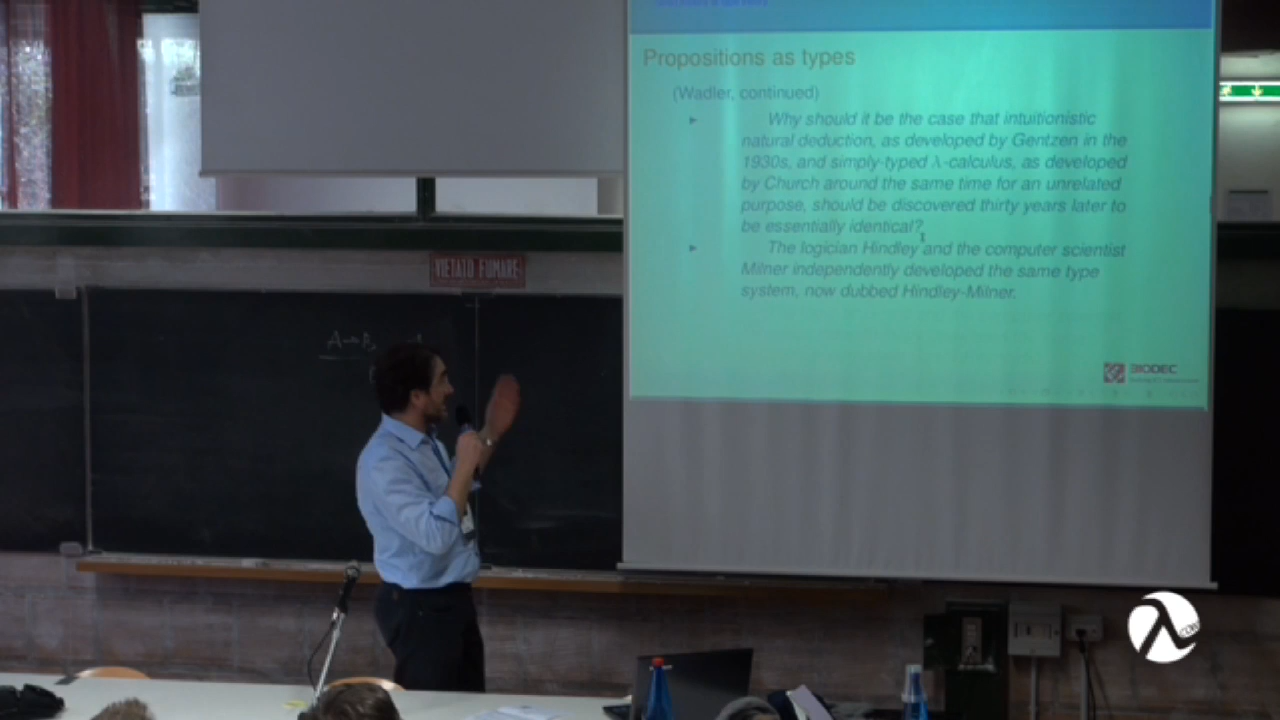 Propositions as types
(Wadler, continued)
Why should it be the case that intuitionistic
natural deduction, as developed by Gentzen in the
1930s, and simply-typed λ-calculus, as developed
by Church around the same time for an unrelated
purpose, should be discovered thirty years later to
be essentially identical?
The logician Hindley and the computer scientist
Milner independently developed the same type
system, now dubbed Hindley-Milner.
BIODEC
VIETATO FUMARE
λ
CON